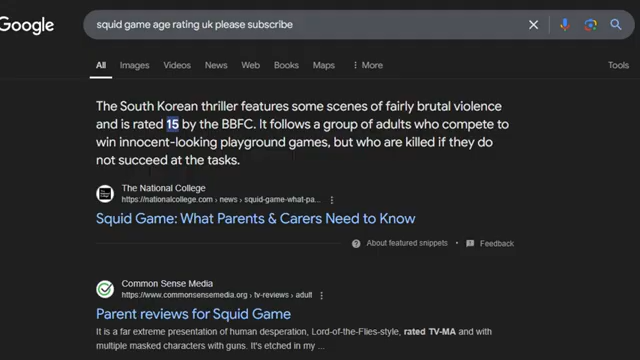 Google
squid game age rating uk please subscribe
All Images Videos News Web Books Maps More Tools
The South Korean thriller features some scenes of fairly brutal violence
and is rated 15 by the BBFC. It follows a group of adults who compete to
win innocent-looking playground games, but who are killed if they do
not succeed at the tasks.
The National College
https://nationalcollege.com › news › squid-game-what-pa...
Squid Game: What Parents & Carers Need to Know
About featured snippets • Feedback
Common Sense Media
https://www.commonsensemedia.org › tv-reviews › adult
Parent reviews for Squid Game
It is a far extreme presentation of human desperation, Lord-of-the-Flies-style, rated TV-MA and with
multiple masked characters with guns. It's etched in my ...